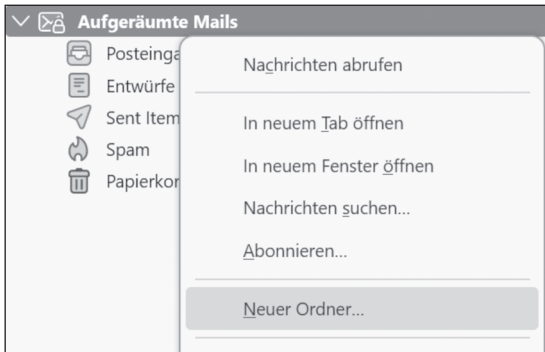 Aufgeräumte Mails
Posteinga
Entwürfe
Sent Item
Spam
Papierkor
Nachrichten abrufen
In neuem Tab öffnen
In neuem Fenster öffnen
Nachrichten suchen...
Abonnieren...
Neuer Ordner...